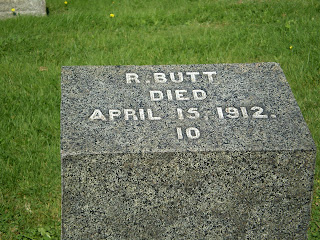 R.BUTT
DIED
APRIL 15, 1912.
10